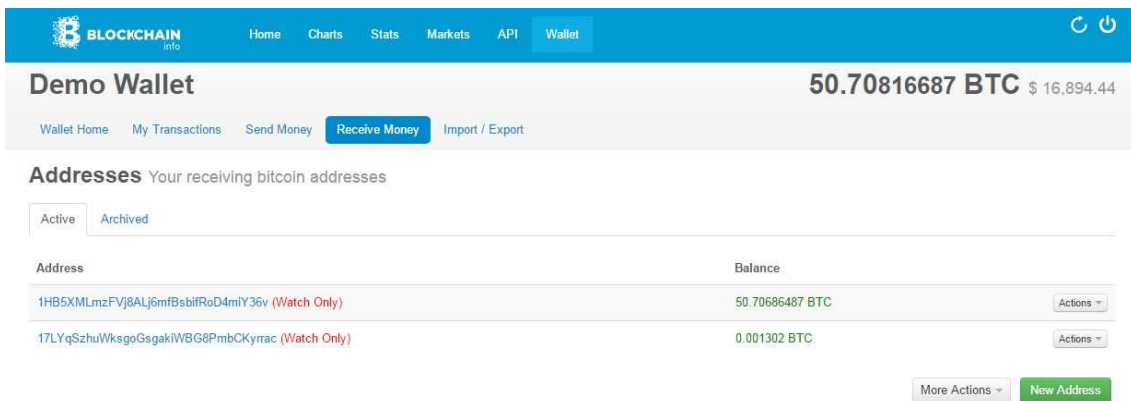 BLOCKCHAIN info Home Charts Stats Markets API Wallet
Demo Wallet 50.70816687 BTC $ 16,894.44
Wallet Home My Transactions Send Money Receive Money Import / Export
Addresses Your receiving bitcoin addresses
Active Archived
Address Balance
1HB5XMLmzFVj8ALj6mfBsbifRoD4miY36v (Watch Only) 50.70686487 BTC Actions
17LYqSzhuWksgoGsgakiWBG8PmbCKyrrac (Watch Only) 0.001302 BTC Actions
More Actions New Address